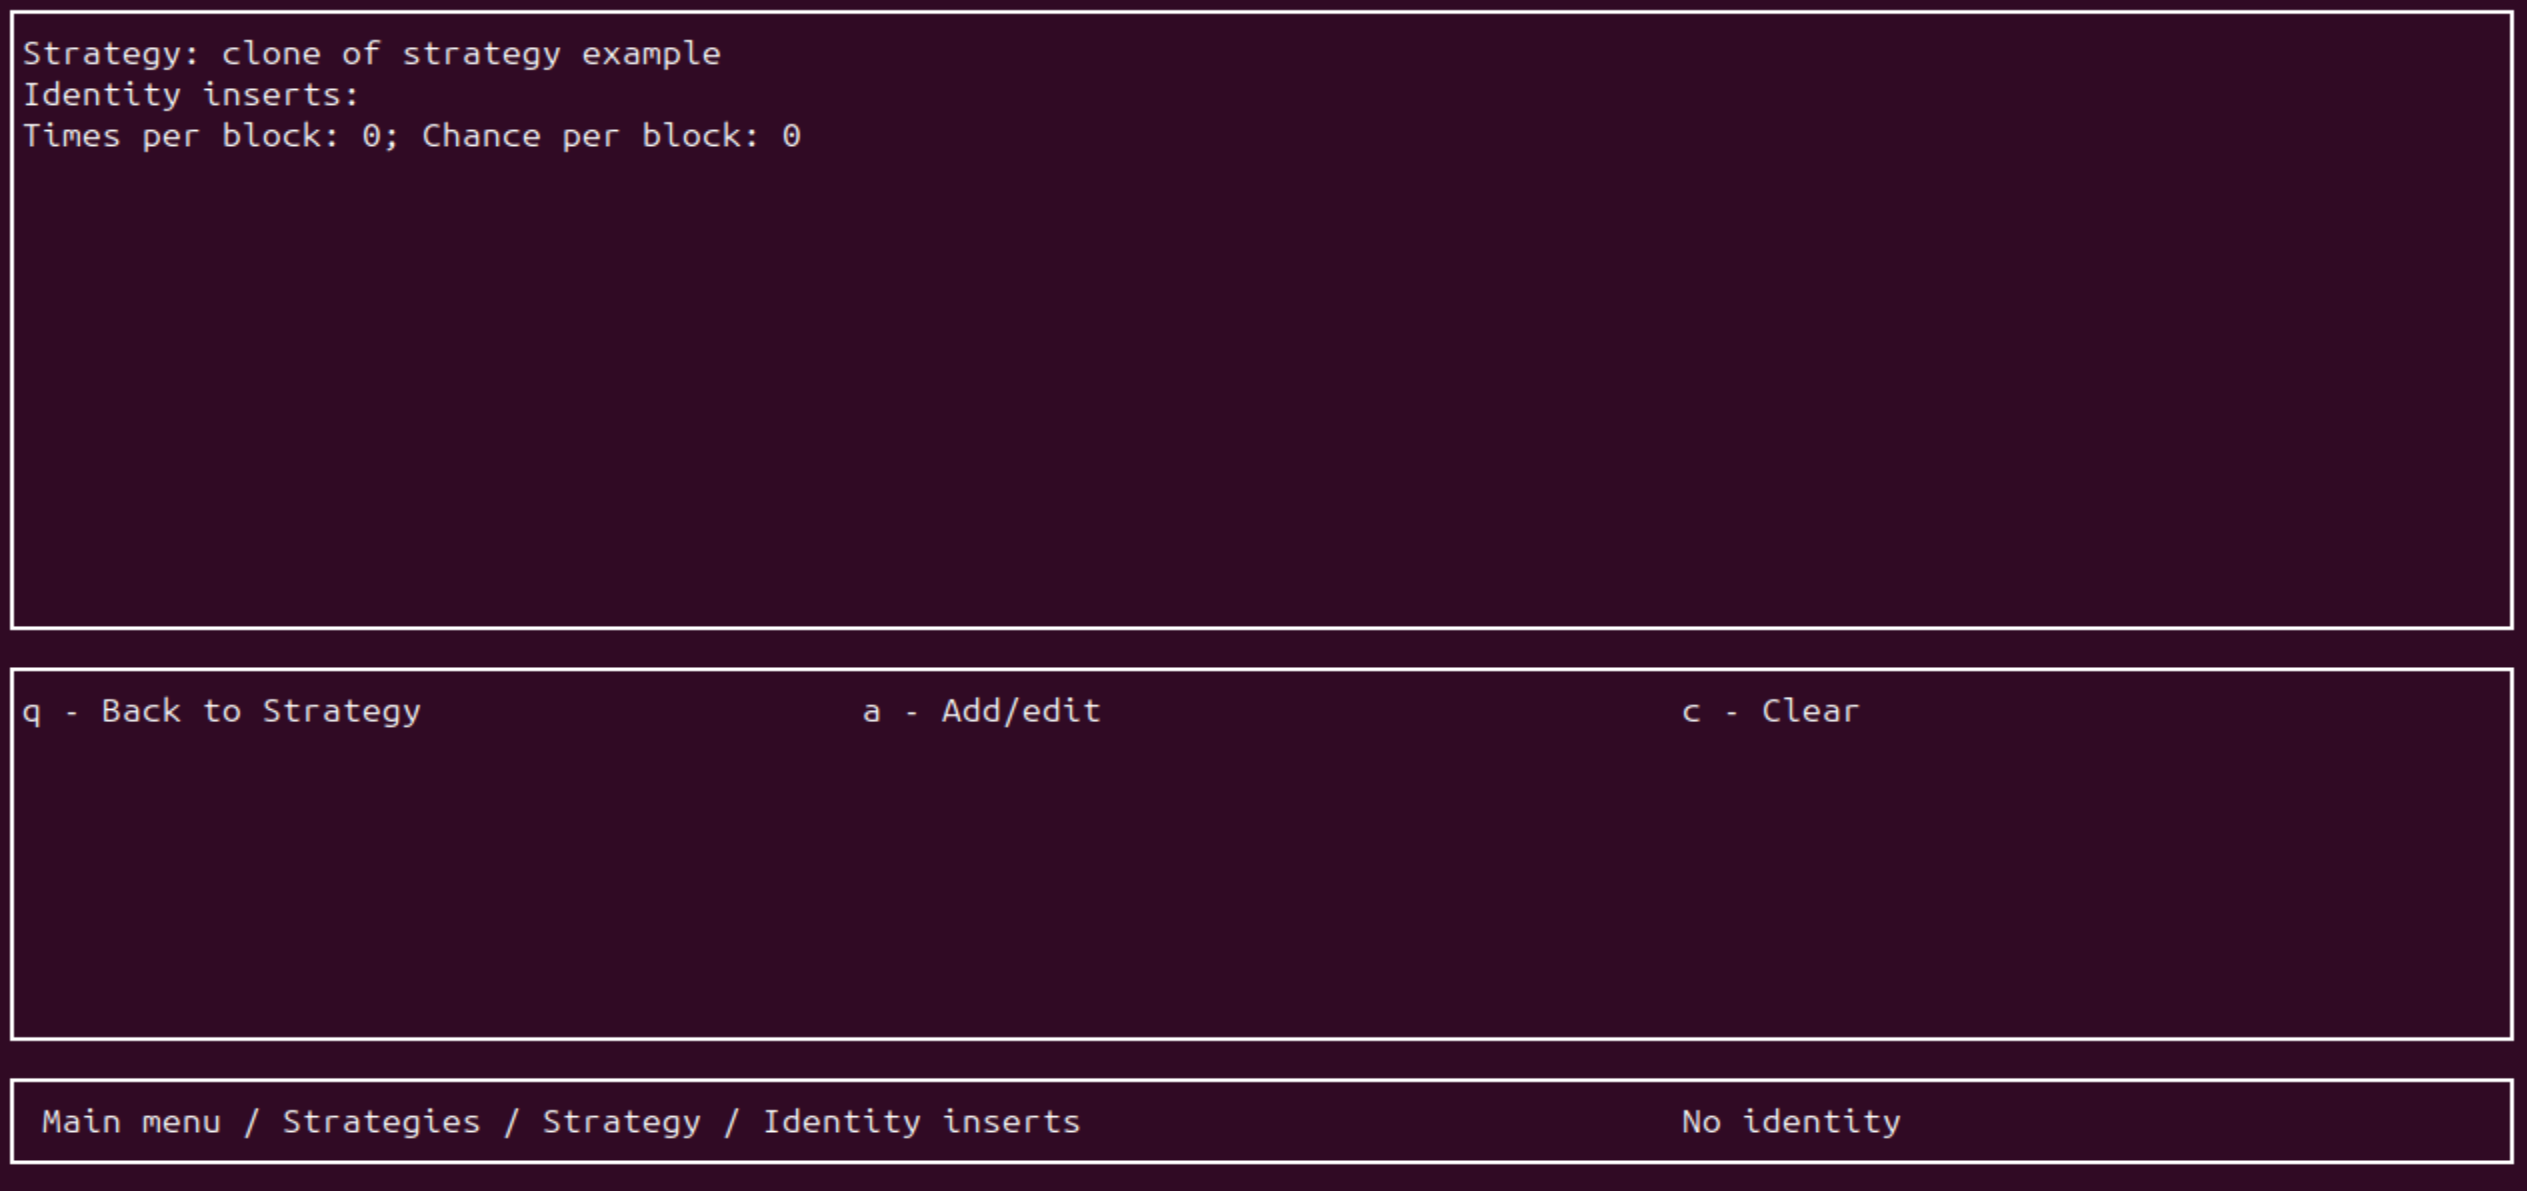 Strategy: clone of strategy example
Identity inserts:
Times per block: 0; Chance per block: 0
q - Back to Strategy a - Add/edit c - Clear
Main menu / Strategies / Strategy / Identity inserts No identity